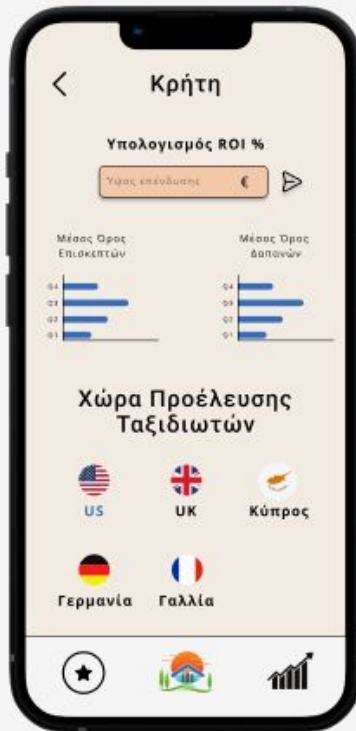 Κρήτη
Υπολογισμός ROI %
Ύψος επένδυσης €
Μέσος Όρος
Επισκεπτών
Μέσος Όρος
Δαπανών
Q4
Q3
Q2
Q1
Q4
Q3
Q2
Q1
Χώρα Προέλευσης
Ταξιδιωτών
US
UK
Κύπρος
Γερμανία
Γαλλία